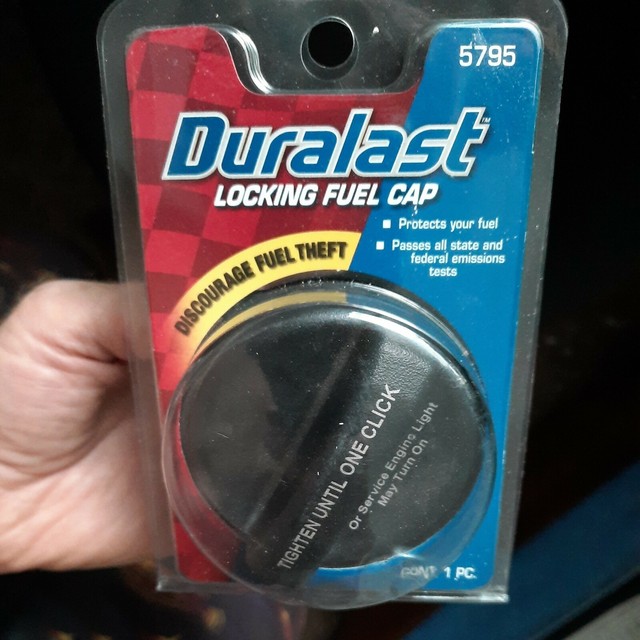 5795
Duralast™
LOCKING FUEL CAP
Protects your fuel
Passes all state and
federal emissions
tests
DISCOURAGE FUEL THEFT
TIGHTEN UNTIL ONE CLICK
Or Service Engine Light
May Turn On
CONT. 1 PC.